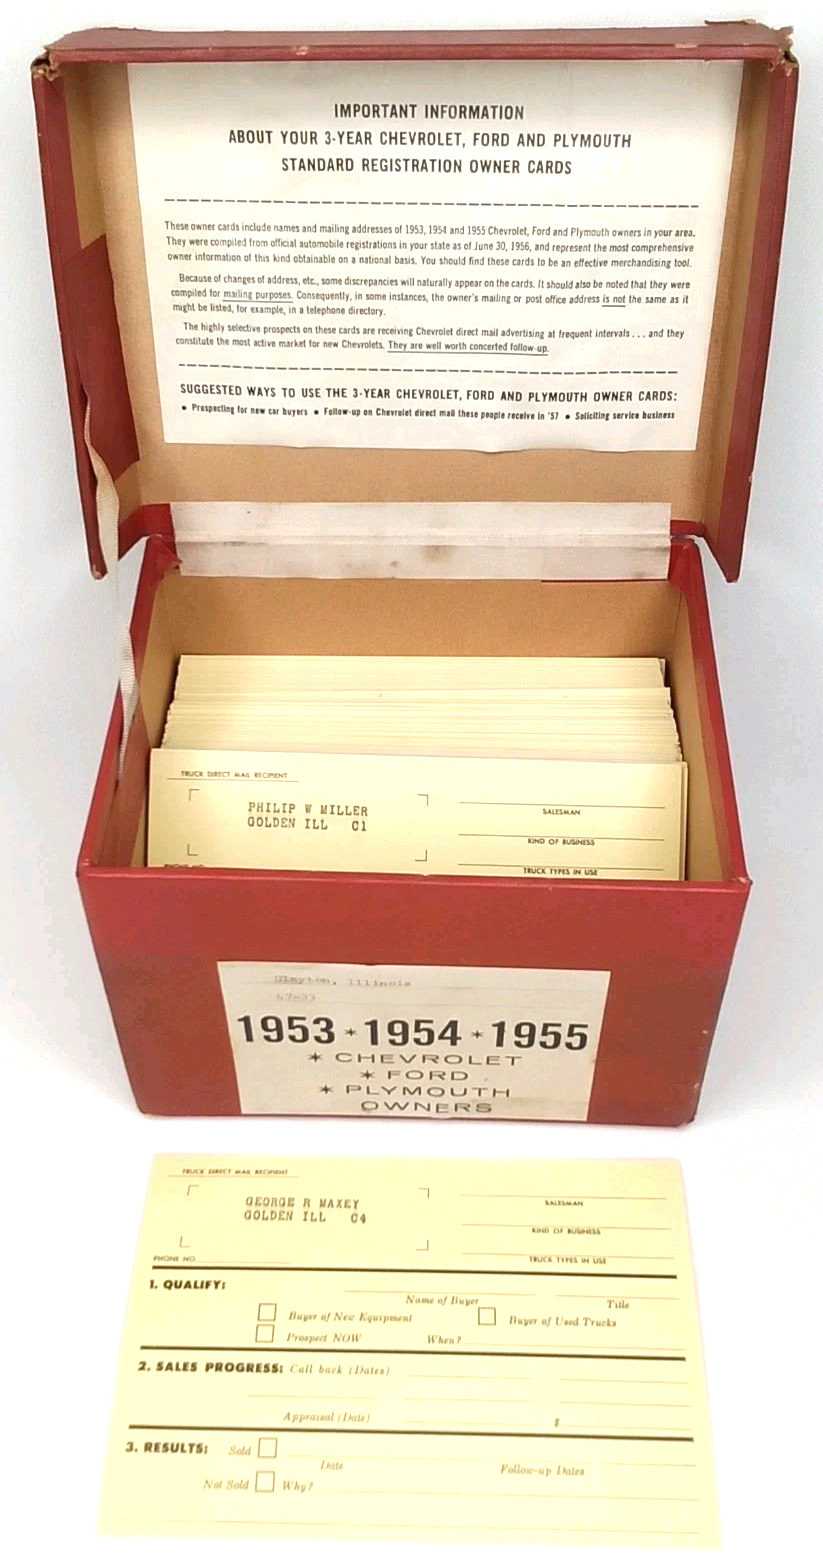 IMPORTANT INFORMATION
ABOUT YOUR 3-YEAR CHEVROLET, FORD AND PLYMOUTH
STANDARD REGISTRATION OWNER CARDS
These owner cards include names and mailing addresses of 1953, 1954 and 1955 Chevrolet, Ford and Plymouth owners in your area.
They were compiled from official automobile registrations in your state as of June 30, 1956, and represent the most comprehensive
owner information of this kind obtainable on a national basis. You should find these cards to be an effective merchandising tool.
Because of changes of address, etc., some discrepancies will naturally appear on the cards. It should also be noted that they were
compiled for mailing purposes. Consequently, in some instances, the owner's mailing or post office address is not the same as it
might be listed, for example, in a telephone directory.
The highly selective prospects on these cards are receiving Chevrolet direct mail advertising at frequent intervals . . . and they
constitute the most active market for new Chevrolets. They are well worth concerted follow-up.
SUGGESTED WAYS TO USE THE 3-YEAR CHEVROLET, FORD AND PLYMOUTH OWNER CARDS:
• Prospecting for new car buyers • Follow-up on Chevrolet direct mail these people receive in '57 • Soliciting service business
TRUCK DIRECT MAIL RECIPIENT
PHILIP W MILLER
GOLDEN ILL C1
SALESMAN
KIND OF BUSINESS
PHONE NO.
TRUCK TYPES IN USE
Clayton, Illinois
1953 * 1954 * 1955
* CHEVROLET
* FORD
* PLYMOUTH
OWNERS
TRUCK DIRECT MAIL RECIPIENT
GEORGE R MAXEY
GOLDEN ILL C4
SALESMAN
KIND OF BUSINESS
PHONE NO.
TRUCK TYPES IN USE
1. QUALIFY:
Name of Buyer Title
Buyer of New Equipment Buyer of Used Trucks
Prospect NOW When?
2. SALES PROGRESS: Call back (Dates)
Appraisal (Date) $
3. RESULTS: Sold
Date Follow-up Dates
Not Sold Why?